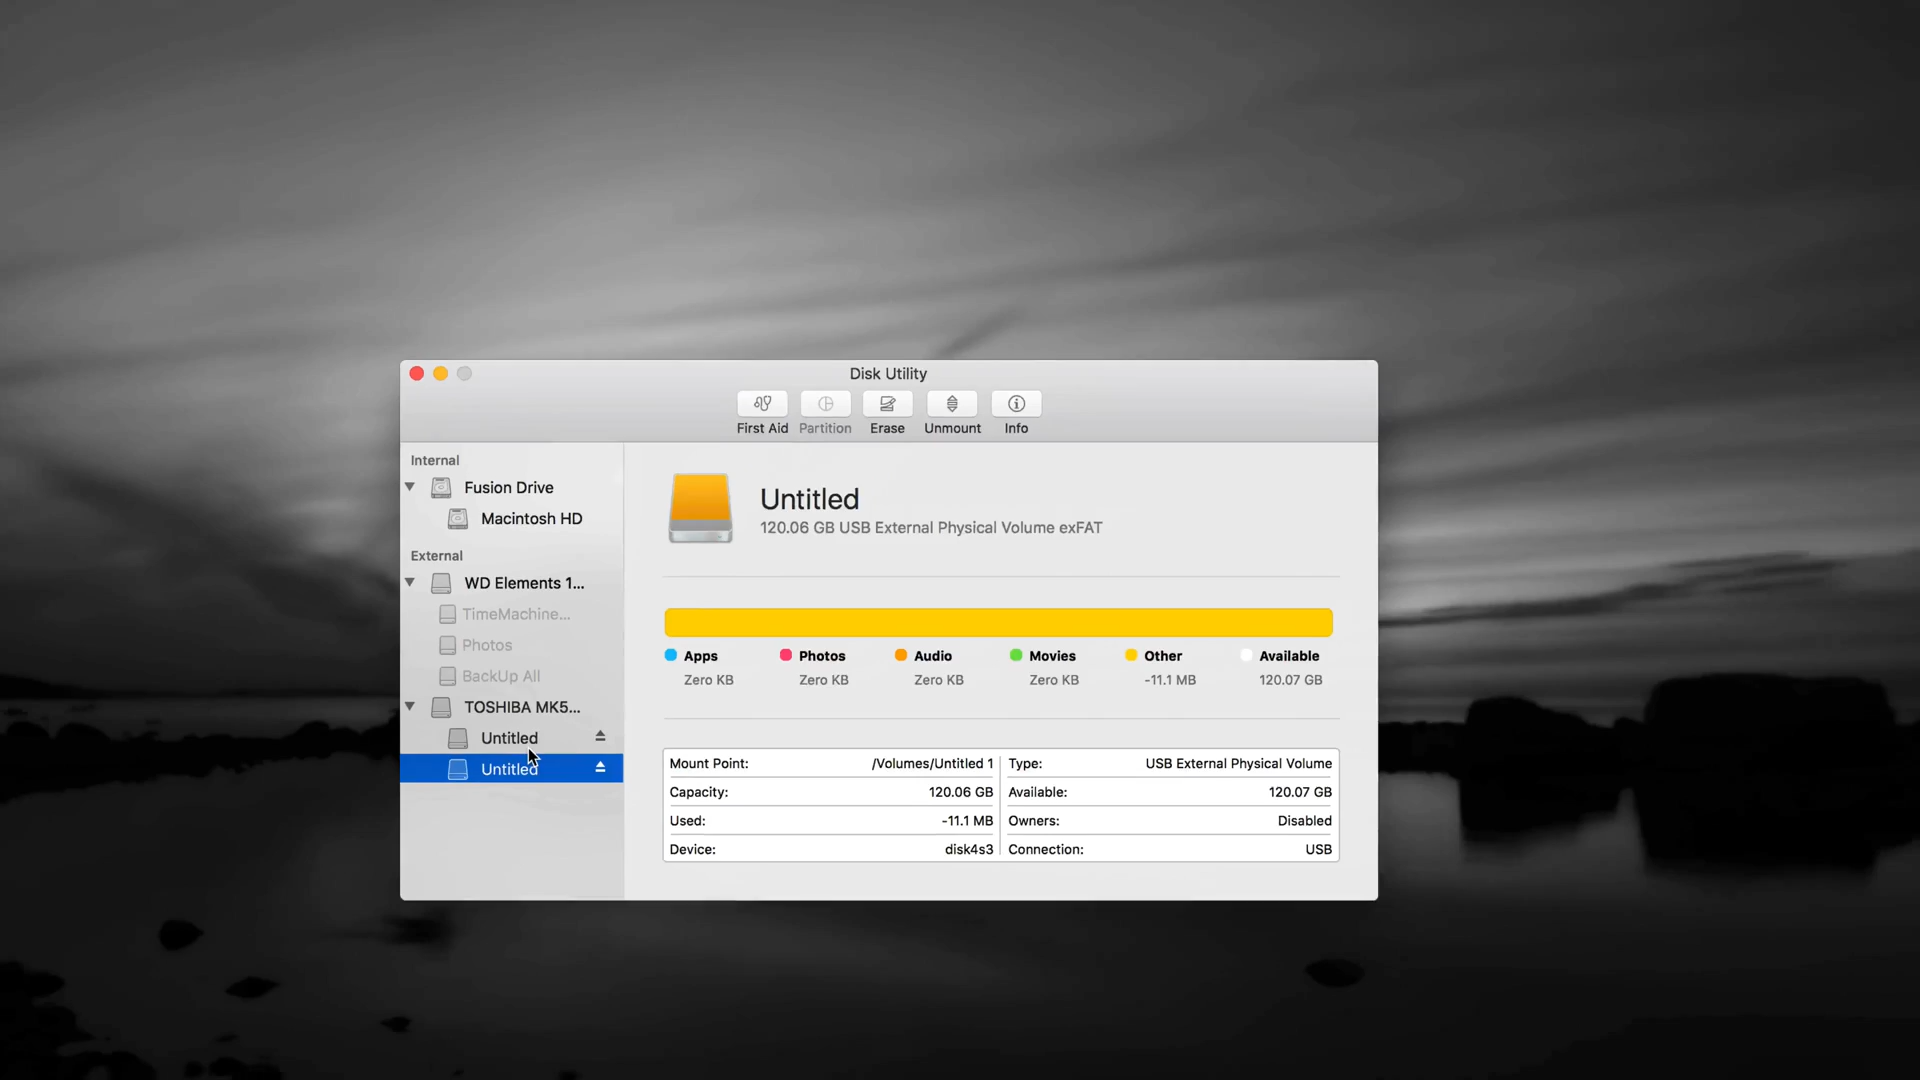 Disk Utility
First Aid Partition Erase Unmount Info
Internal
Fusion Drive
Macintosh HD
External
WD Elements 1...
TimeMachine...
Photos
BackUp All
TOSHIBA MK5...
Untitled
Untitled
Untitled
120.06 GB USB External Physical Volume exFAT
Apps Photos Audio Movies Other Available
Zero KB Zero KB Zero KB Zero KB -11.1 MB 120.07 GB
Mount Point: /Volumes/Untitled 1 Type: USB External Physical Volume
Capacity: 120.06 GB Available: 120.07 GB
Used: -11.1 MB Owners: Disabled
Device: disk4s3 Connection: USB